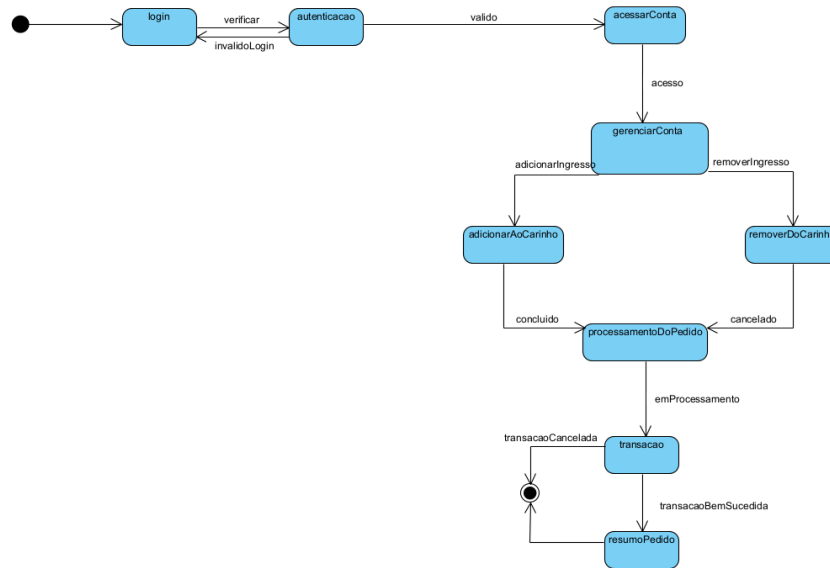 login
verificar
autenticacao
valido
acessarConta
invalidoLogin
acesso
gerenciarConta
adicionarIngresso
removerIngresso
adicionarAoCarinho
removerDoCarinh
concluido
cancelado
processamentoDoPedido
emProcessamento
transacaoCancelada
transacao
transacaoBemSucedida
resumoPedido